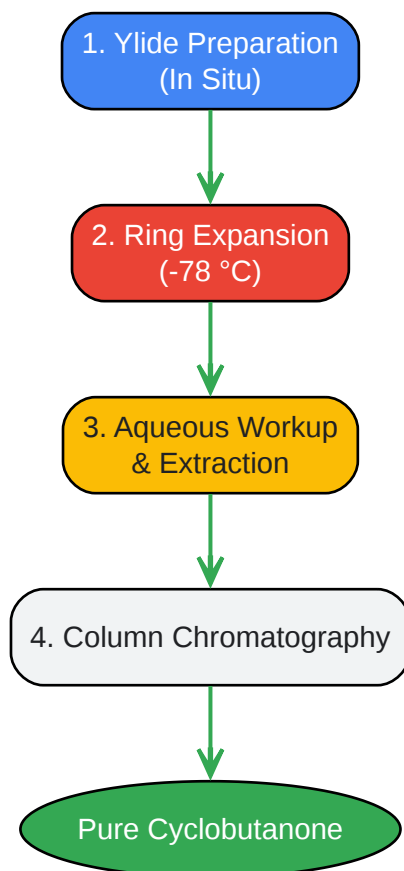 1. Ylide Preparation
(In Situ)
2. Ring Expansion
(-78 °C)
3. Aqueous Workup
& Extraction
4. Column Chromatography
Pure Cyclobutanone